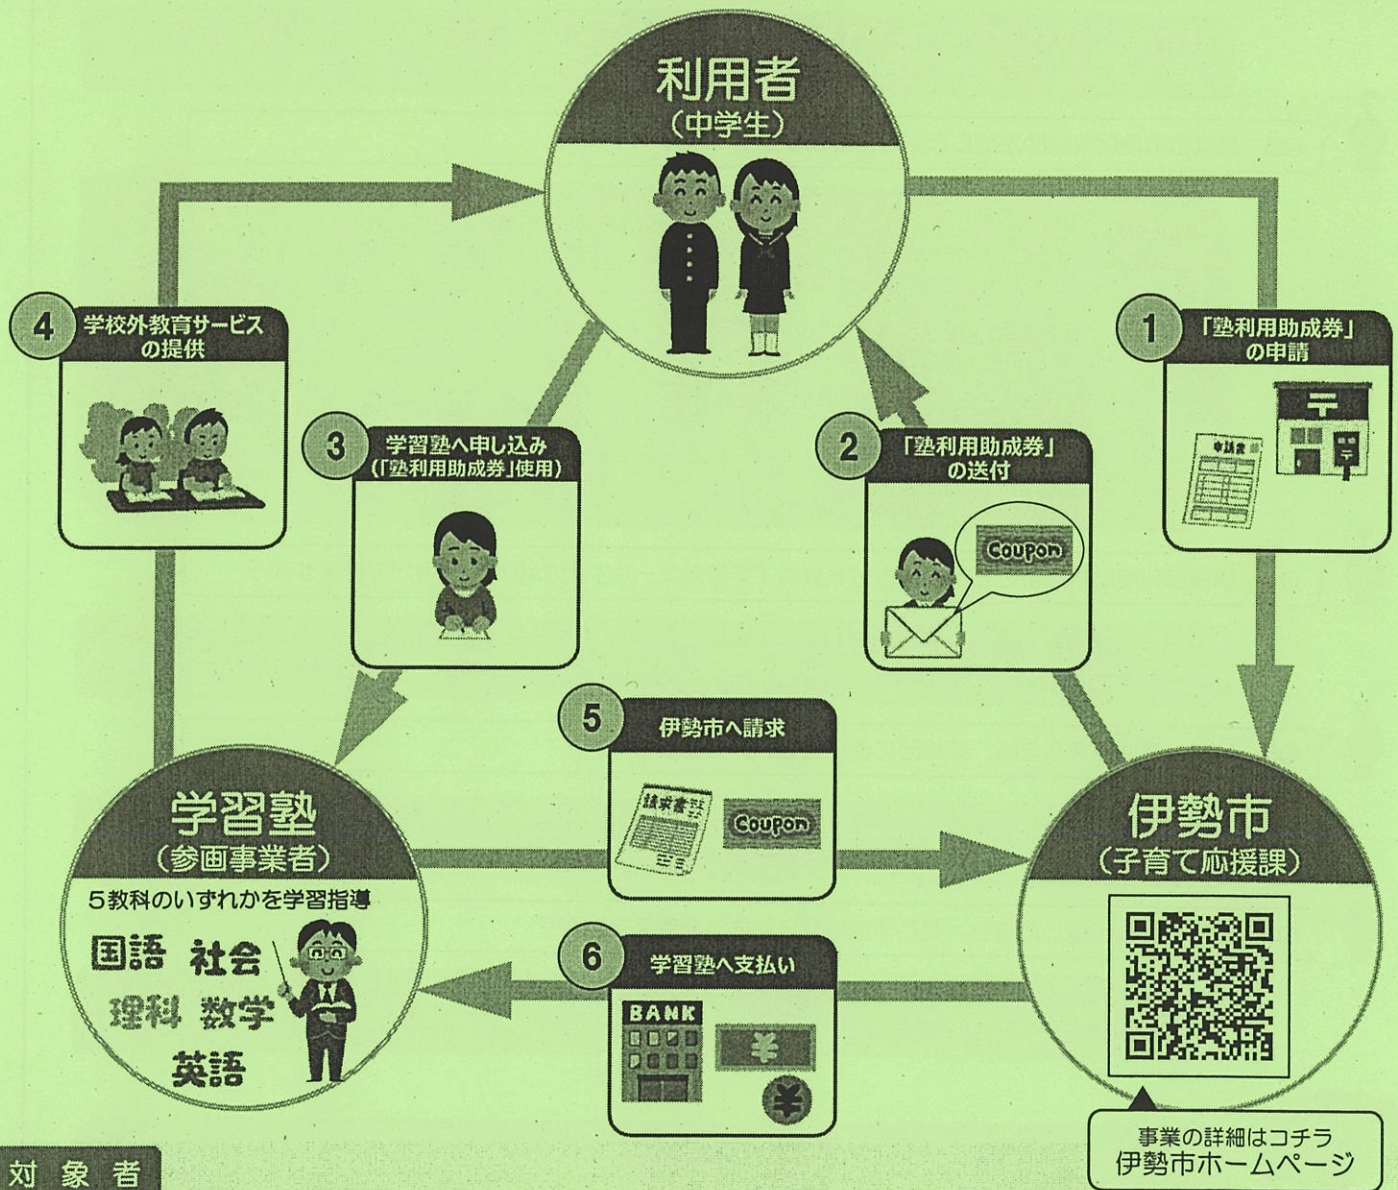 利用者
(中学生)
4
学校外教育サービス
の提供
1
「塾利用助成券」
の申請
〒
申請書
〒
3
学習塾へ申し込み
(「塾利用助成券」使用)
2
「塾利用助成券」
の送付
Coupon
5
伊勢市へ請求
請求書
Coupon
学習塾
(参画事業者)
5教科のいずれかを学習指導
国語 社会
理科 数学
英語
伊勢市
(子育て応援課)
6
学習塾へ支払い
BANK
¥
¥
事業の詳細はコチラ
伊勢市ホームページ
対象者